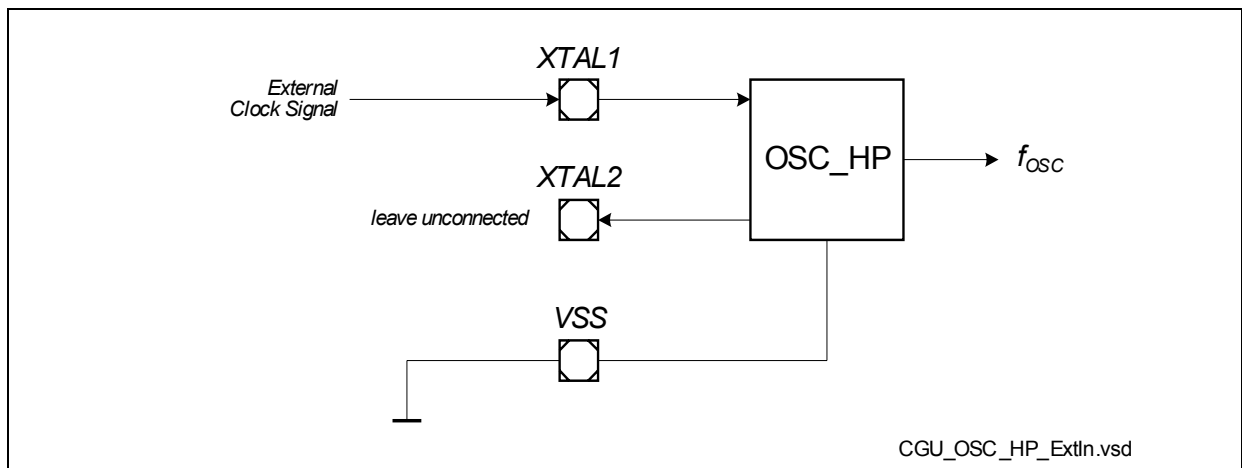 XTAL1
External
Clock Signal
OSC_HP
fOSC
XTAL2
leave unconnected
VSS
CGU_OSC_HP_ExtIn.vsd